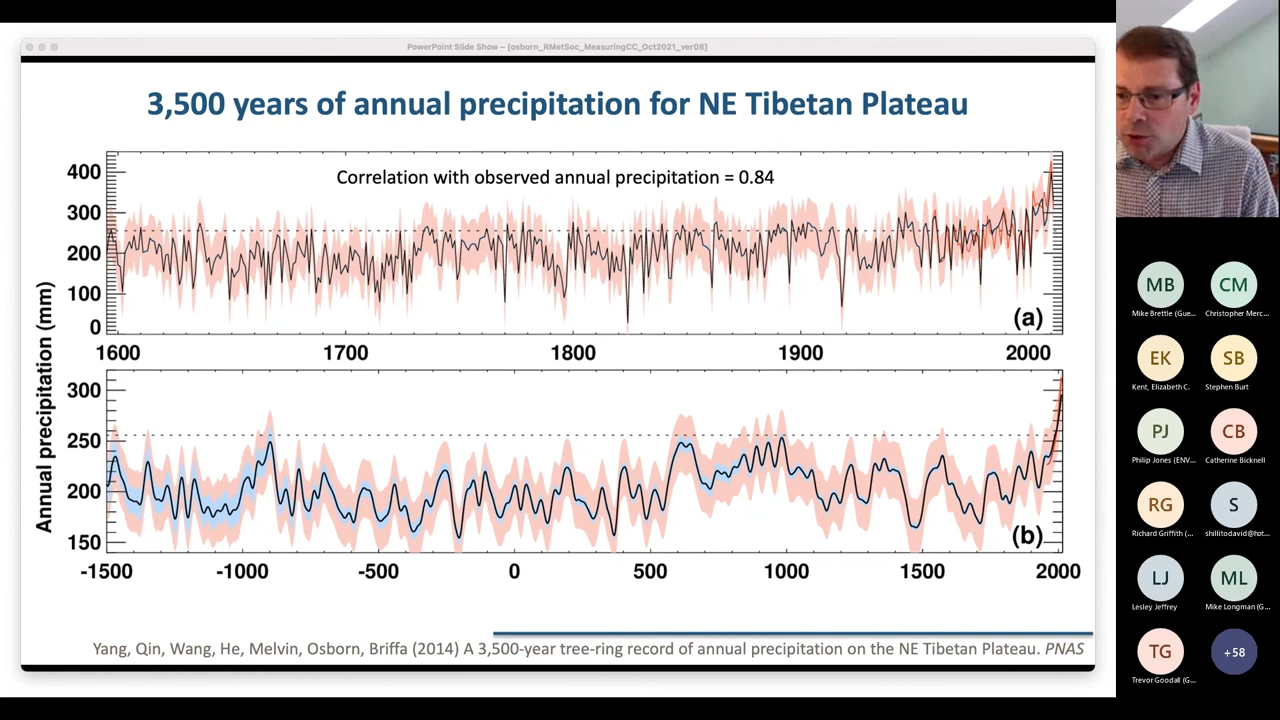 PowerPoint Slide Show – [osborn_RMetSoc_MeasuringCC_Oct2021_ver08]
3,500 years of annual precipitation for NE Tibetan Plateau
Annual precipitation (mm)
Correlation with observed annual precipitation = 0.84
400
300
200
100
0
(a)
1600 1700 1800 1900 2000
300
250
200
150
(b)
-1500 -1000 -500 0 500 1000 1500 2000
Yang, Qin, Wang, He, Melvin, Osborn, Briffa (2014) A 3,500-year tree-ring record of annual precipitation on the NE Tibetan Plateau. PNAS
MB CM
Mike Brettle (Gue... Christopher Merc...
EK SB
Kent, Elizabeth C. Stephen Burt
PJ CB
Philip Jones (ENV... Catherine Bicknell
RG S
Richard Griffith (... shillitodavid@hot...
LJ ML
Lesley Jeffrey Mike Longman (G...
TG +58
Trevor Goodall (G...